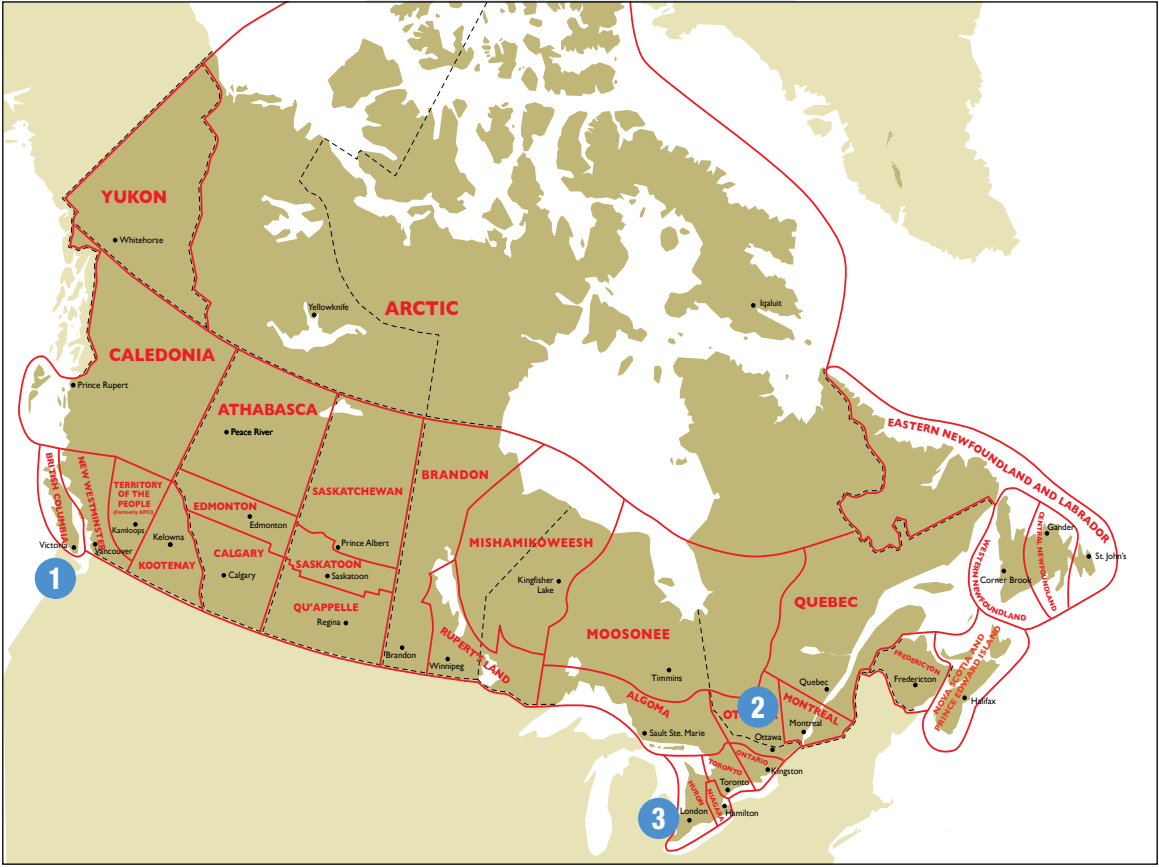 YUKON
Whitehorse
ARCTIC
Yellowknife
Iqaluit
CALEDONIA
Prince Rupert
ATHABASCA
Peace River
EASTERN NEWFOUNDLAND AND LABRADOR
BRITISH COLUMBIA
NEW WESTMINSTER
TERRITORY
OF THE
PEOPLE
(Formerly APCI)
Kamloops
Kelowna
KOOTENAY
Victoria
Vancouver
1
EDMONTON
Edmonton
CALGARY
Calgary
SASKATCHEWAN
Prince Albert
SASKATOON
Saskatoon
QU'APPELLE
Regina
BRANDON
Brandon
RUPERT'S LAND
Winnipeg
MISHAMIKOWEESH
Kingfisher
Lake
MOOSONEE
Timmins
ALGOMA
Sault Ste. Marie
QUEBEC
Quebec
MONTREAL
Montreal
2
Ottawa
ONTARIO
Kingston
TORONTO
Toronto
HURON
London
NIAGARA
Hamilton
3
FREDERICTON
Fredericton
NOVA SCOTIA AND
PRINCE EDWARD ISLAND
Halifax
WESTERN NEWFOUNDLAND
Corner Brook
CENTRAL NEWFOUNDLAND
Gander
St. John's